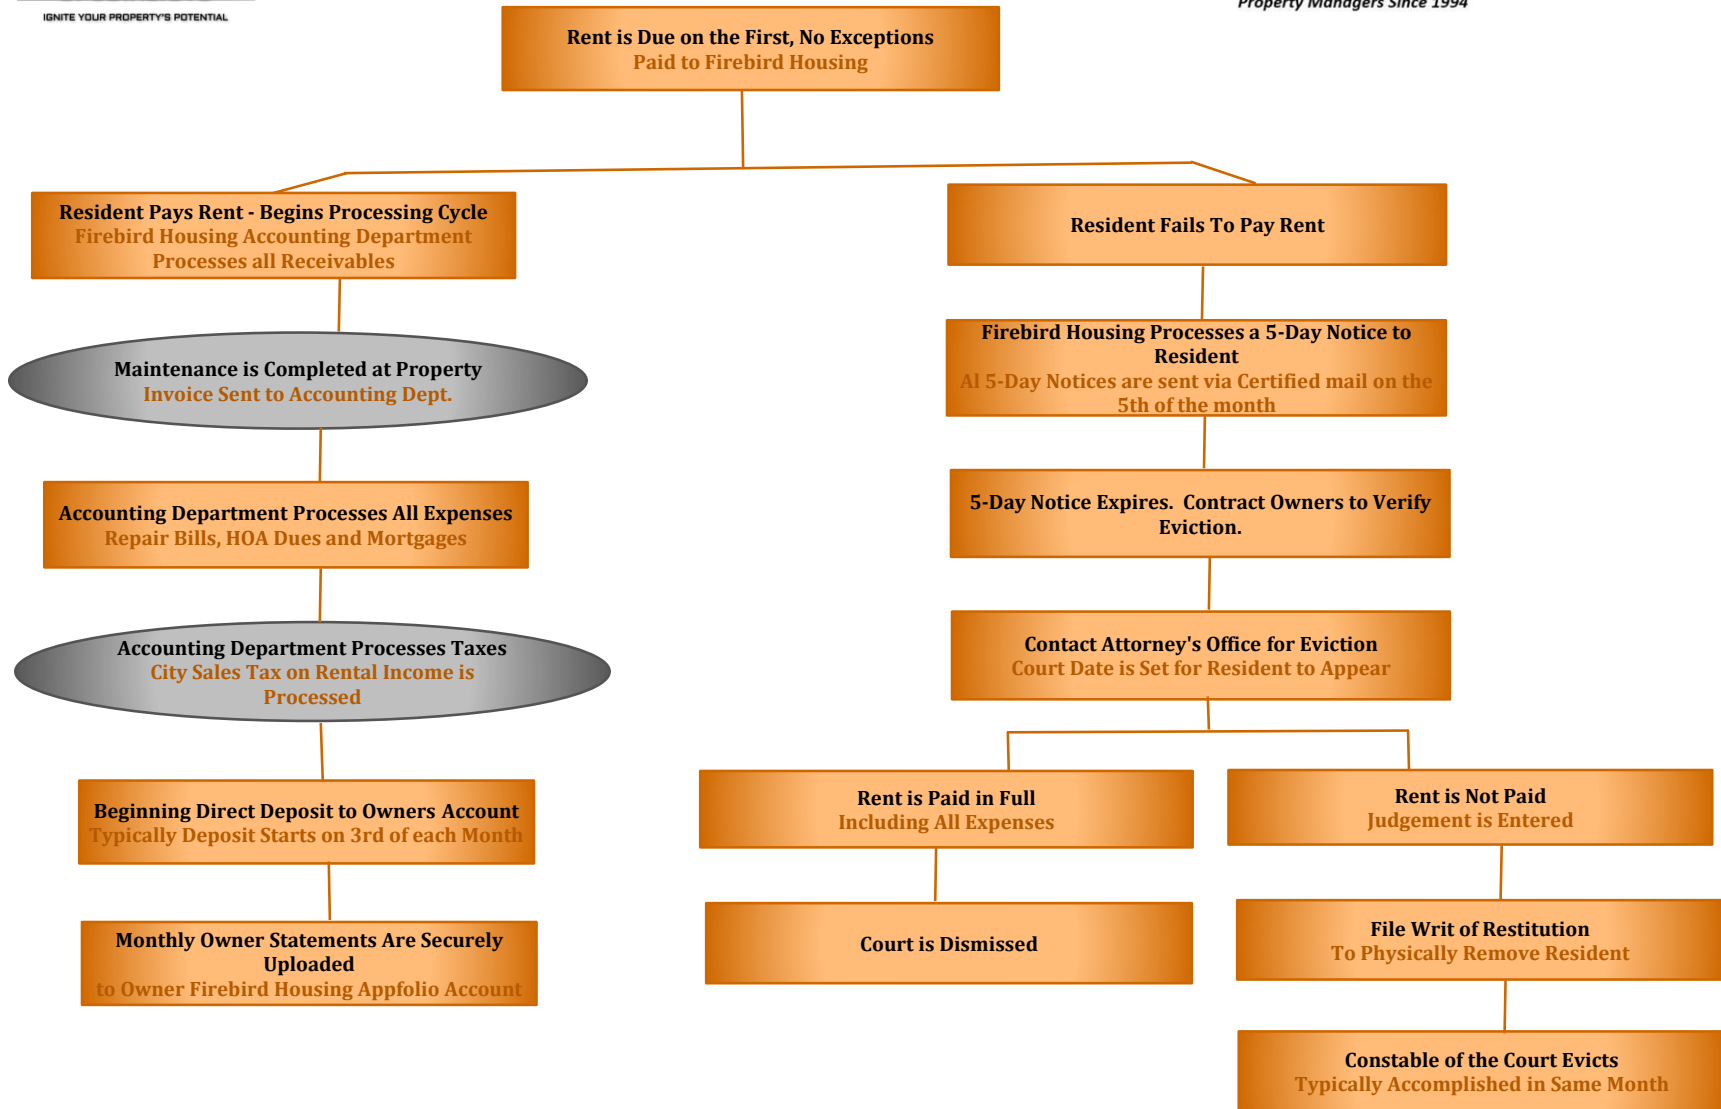 IGNITE YOUR PROPERTY'S POTENTIAL
Property Managers Since 1994
Rent is Due on the First, No Exceptions
Paid to Firebird Housing
Resident Pays Rent - Begins Processing Cycle
Firebird Housing Accounting Department
Processes all Receivables
Maintenance is Completed at Property
Invoice Sent to Accounting Dept.
Accounting Department Processes All Expenses
Repair Bills, HOA Dues and Mortgages
Accounting Department Processes Taxes
City Sales Tax on Rental Income is
Processed
Beginning Direct Deposit to Owners Account
Typically Deposit Starts on 3rd of each Month
Monthly Owner Statements Are Securely
Uploaded
to Owner Firebird Housing Appfolio Account
Resident Fails To Pay Rent
Firebird Housing Processes a 5-Day Notice to
Resident
Al 5-Day Notices are sent via Certified mail on the
5th of the month
5-Day Notice Expires.  Contract Owners to Verify
Eviction.
Contact Attorney's Office for Eviction
Court Date is Set for Resident to Appear
Rent is Paid in Full
Including All Expenses
Court is Dismissed
Rent is Not Paid
Judgement is Entered
File Writ of Restitution
To Physically Remove Resident
Constable of the Court Evicts
Typically Accomplished in Same Month